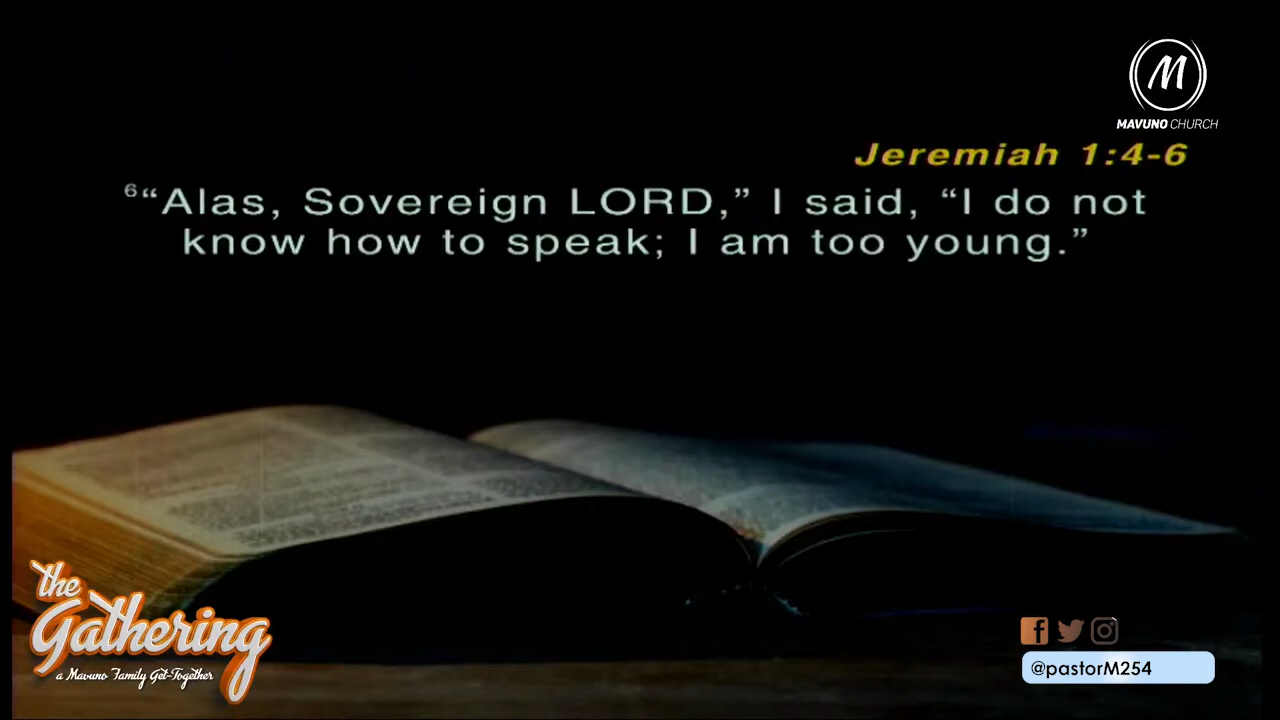 M
MAVUNO CHURCH
Jeremiah 1:4-6
6“Alas, Sovereign LORD,” I said, “I do not
know how to speak; I am too young.”
the
Gathering
a Mavuno Family Get-Together
@pastorM254